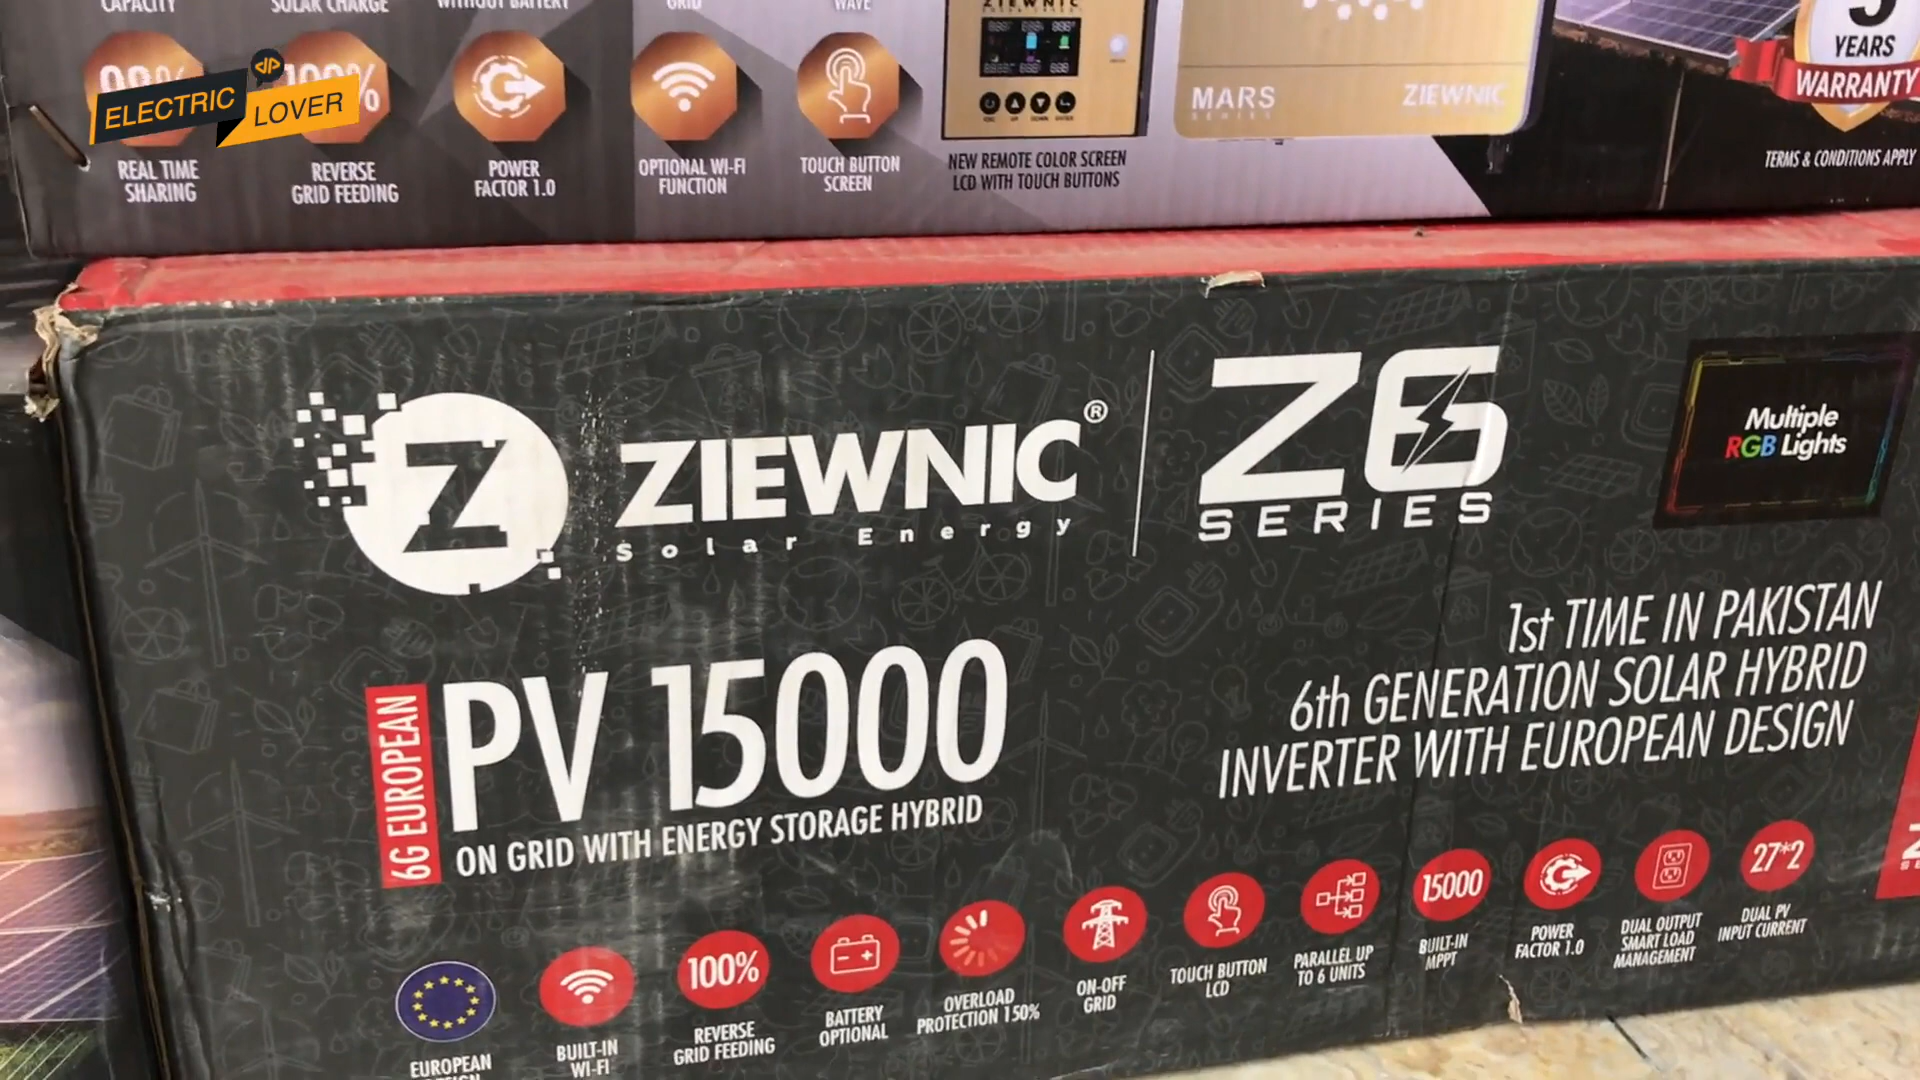 CAPACITY
SOLAR CHARGE
WITHOUT BATTERY
GRID
WAVE
ELECTRIC
LOVER
REAL TIME
SHARING
REVERSE
GRID FEEDING
POWER
FACTOR 1.0
OPTIONAL WI-FI
FUNCTION
TOUCH BUTTON
SCREEN
ZIEWNIC
NEW REMOTE COLOR SCREEN
LCD WITH TOUCH BUTTONS
MARS
SERIES
ZIEWNIC
5
YEARS
WARRANTY
TERMS & CONDITIONS APPLY
Z
ZIEWNIC®
Solar Energy
Z6
SERIES
Multiple
RGB Lights
6G EUROPEAN
PV 15000
ON GRID WITH ENERGY STORAGE HYBRID
1st TIME IN PAKISTAN
6th GENERATION SOLAR HYBRID
INVERTER WITH EUROPEAN DESIGN
EUROPEAN
BUILT-IN
WI-FI
100%
REVERSE
GRID FEEDING
BATTERY
OPTIONAL
OVERLOAD
PROTECTION 150%
ON-OFF
GRID
TOUCH BUTTON
LCD
PARALLEL UP
TO 6 UNITS
15000
BUILT-IN
MPPT
POWER
FACTOR 1.0
DUAL OUTPUT
SMART LOAD
MANAGEMENT
27*2
DUAL PV
INPUT CURRENT